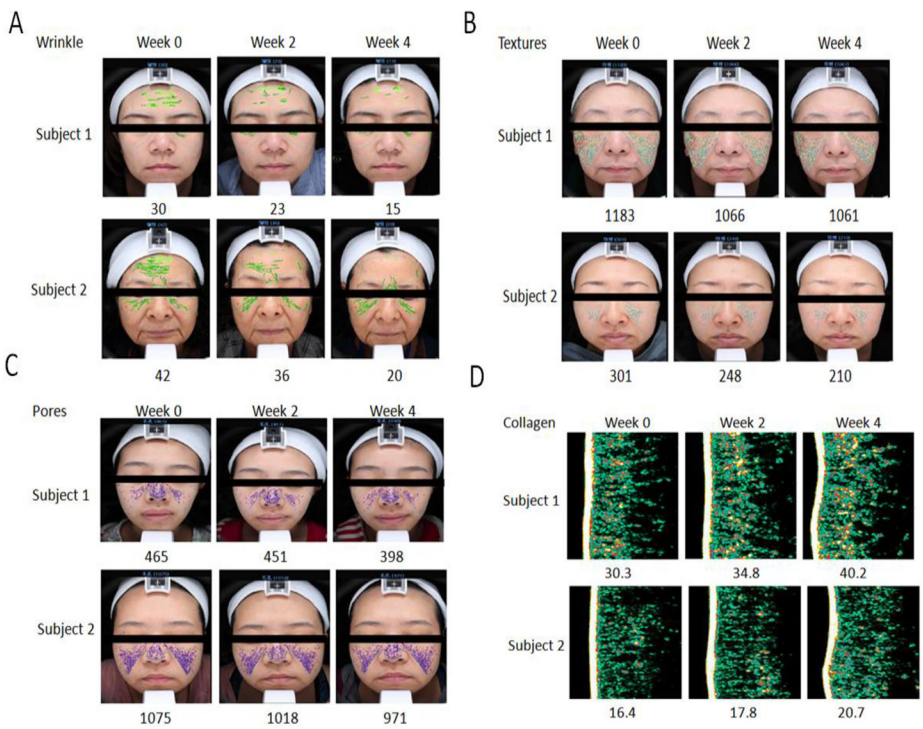 A
Wrinkle Week 0 Week 2 Week 4
Subject 1
30 23 15
Subject 2
42 36 20
B
Textures Week 0 Week 2 Week 4
Subject 1
1183 1066 1061
Subject 2
301 248 210
C
Pores Week 0 Week 2 Week 4
Subject 1
465 451 398
Subject 2
1075 1018 971
D
Collagen Week 0 Week 2 Week 4
Subject 1
30.3 34.8 40.2
Subject 2
16.4 17.8 20.7